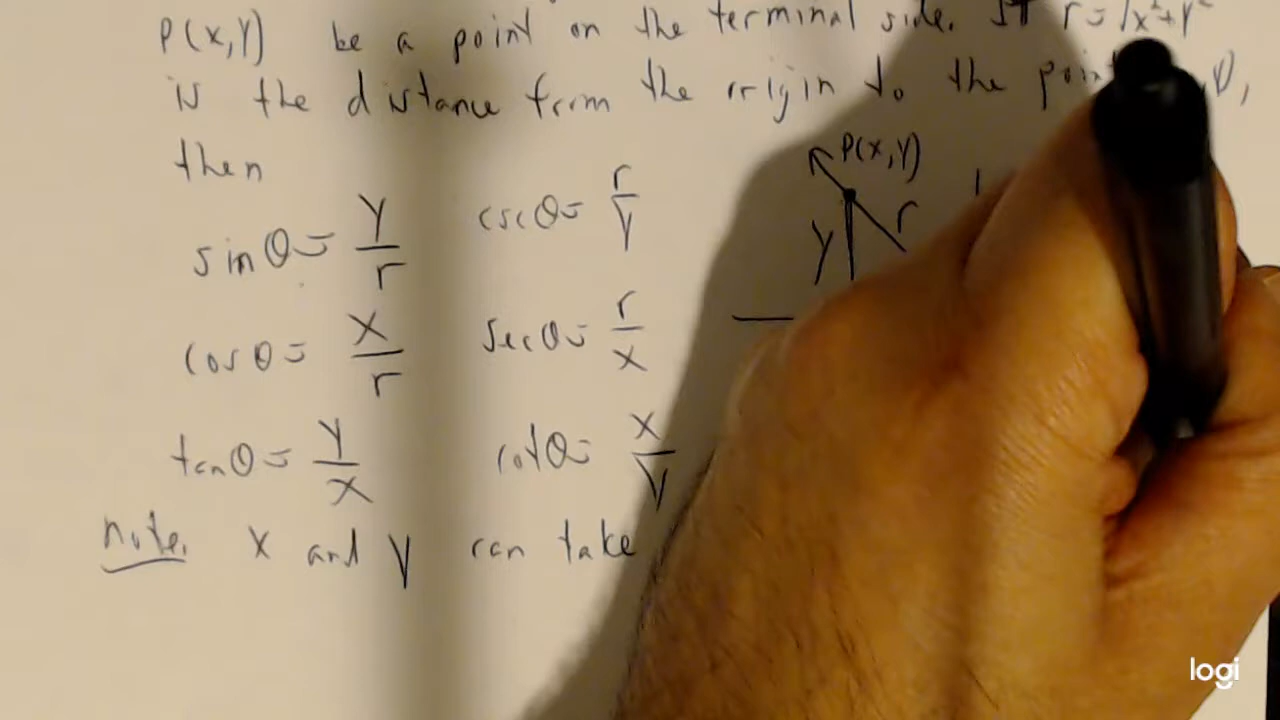 P(x,y) be a point on the terminal side. If r=√x²+y²
is the distance from the origin to the point
then
sinθ= y/r cscθ= r/y
cosθ= x/r secθ= r/x
tanθ= y/x cotθ= x/y
P(x,y)
y r
note. x and y can take
logi